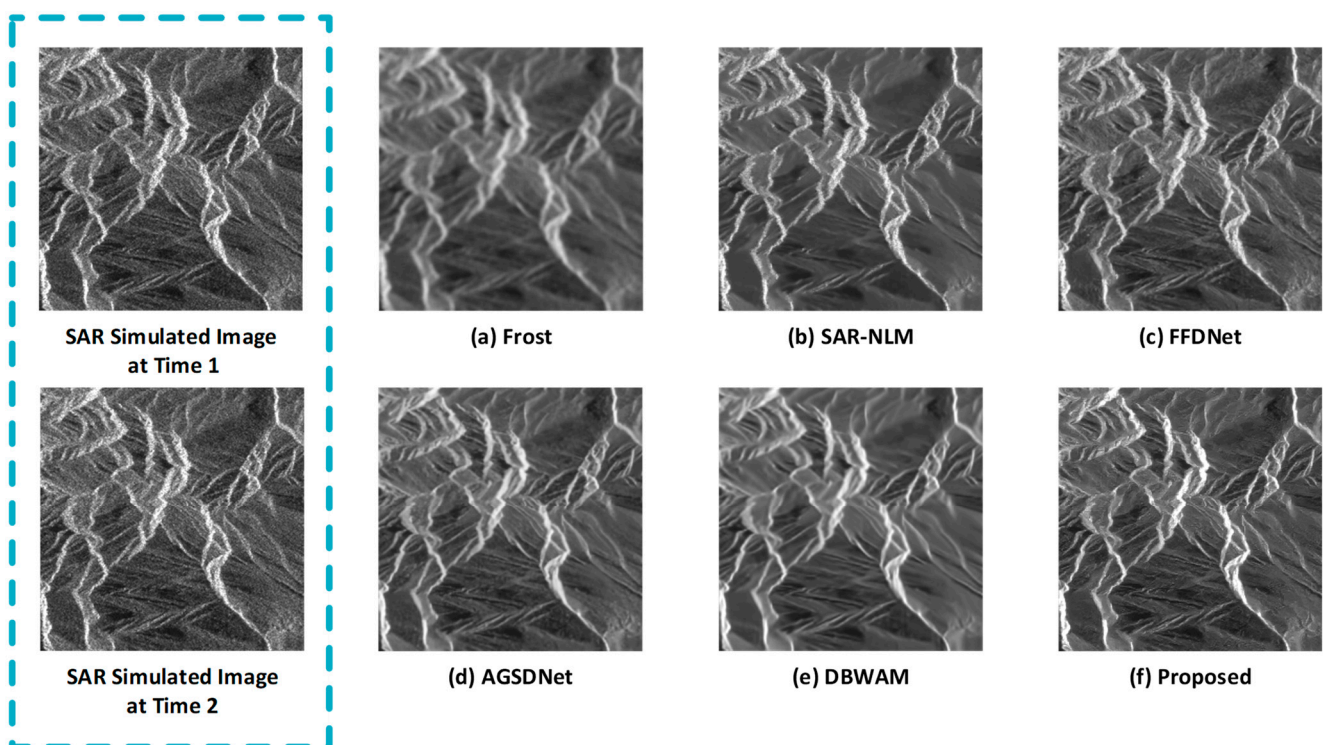 SAR Simulated Image
at Time 1
(a) Frost
(b) SAR-NLM
(c) FFDNet
SAR Simulated Image
at Time 2
(d) AGSDNet
(e) DBWAM
(f) Proposed